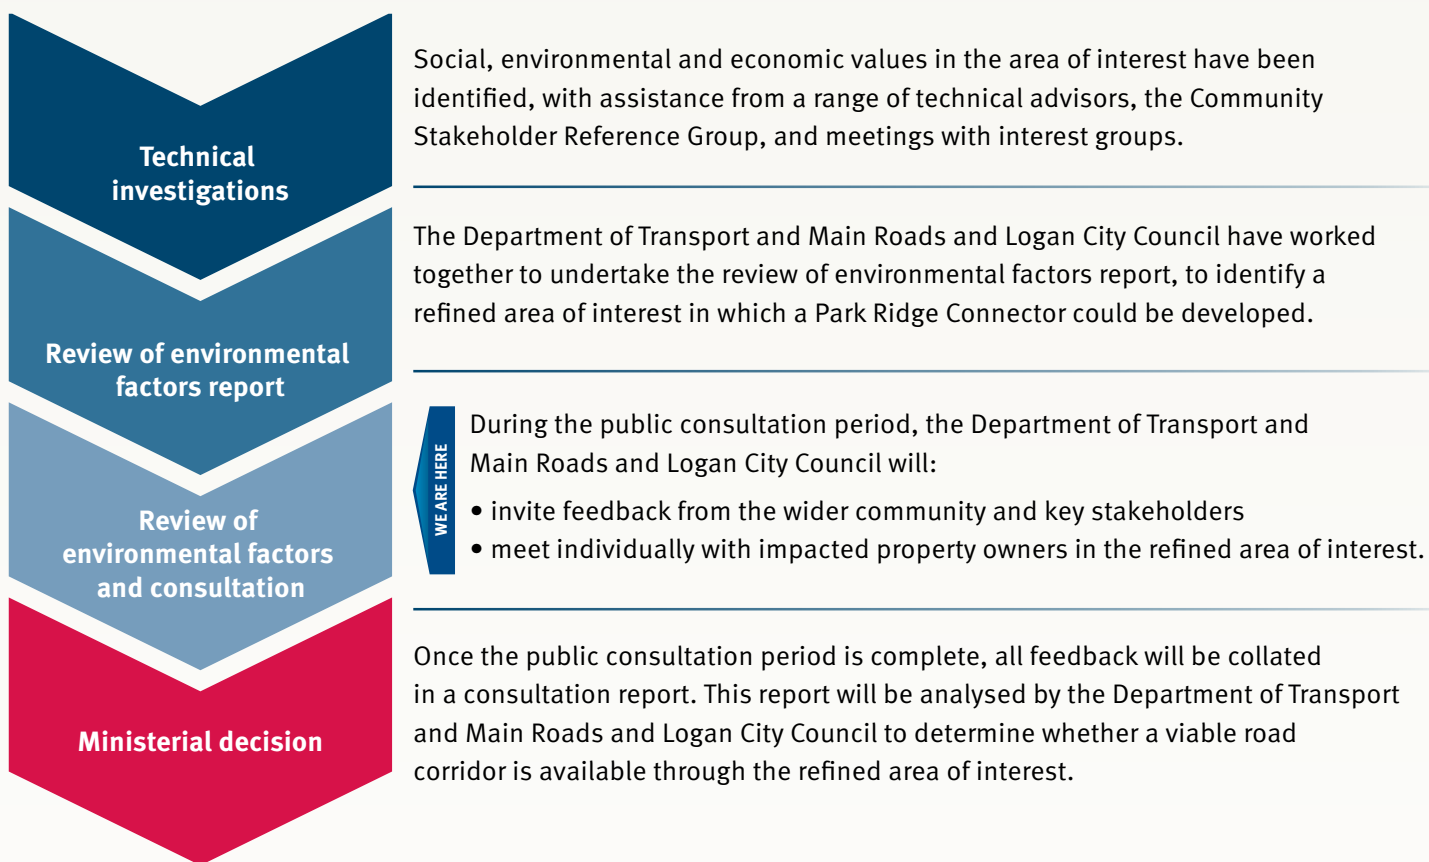 Technical
investigations
Social, environmental and economic values in the area of interest have been
identified, with assistance from a range of technical advisors, the Community
Stakeholder Reference Group, and meetings with interest groups.
Review of environmental
factors report
The Department of Transport and Main Roads and Logan City Council have worked
together to undertake the review of environmental factors report, to identify a
refined area of interest in which a Park Ridge Connector could be developed.
Review of
environmental factors
and consultation
WE ARE HERE
During the public consultation period, the Department of Transport and
Main Roads and Logan City Council will:
• invite feedback from the wider community and key stakeholders
• meet individually with impacted property owners in the refined area of interest.
Ministerial decision
Once the public consultation period is complete, all feedback will be collated
in a consultation report. This report will be analysed by the Department of Transport
and Main Roads and Logan City Council to determine whether a viable road
corridor is available through the refined area of interest.